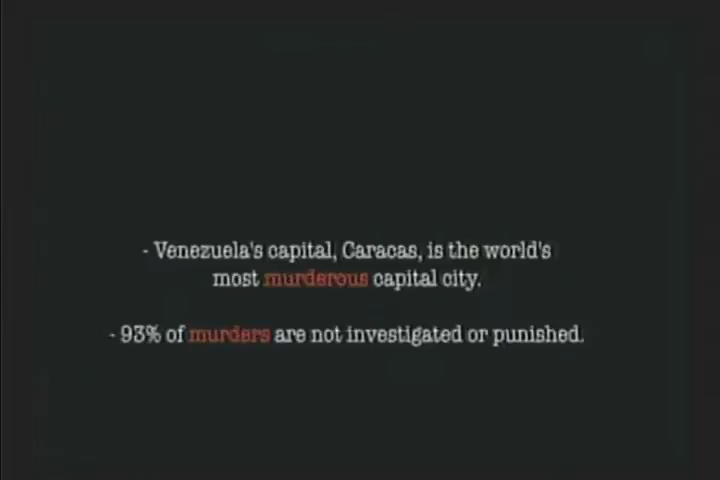 - Venezuela's capital, Caracas, is the world's
most murderous capital city.
- 93% of murders are not investigated or punished.